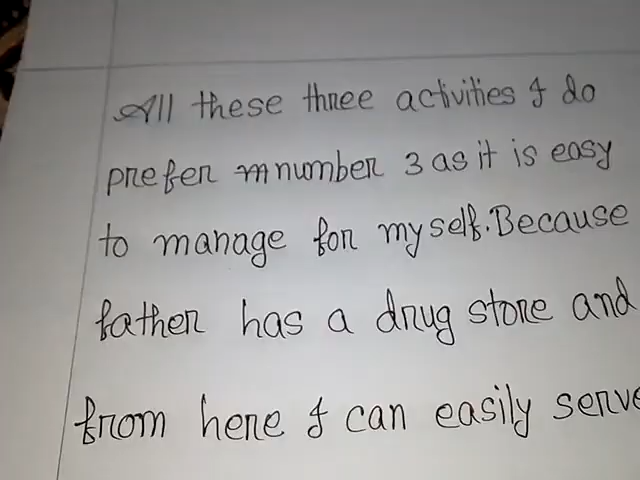 All these three activities I do
prefer number 3 as it is easy
to manage for myself. Because
father has a drug store and
from here I can easily serve